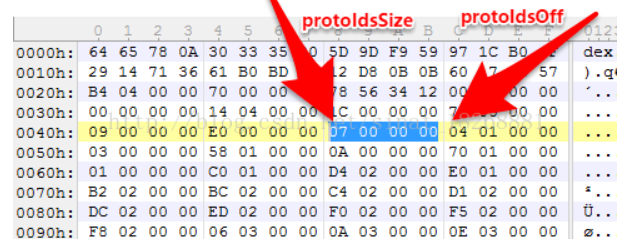 protoIdsSize protoIdsOff
0 1 2 3 4 5 6 7 8 9 A B C D E F 0123
0000h: 64 65 78 0A 30 33 35 5D 9D F9 59 97 1C B0 dex
0010h: 29 14 71 36 61 B0 BD 12 D8 0B 0B 60 57 ).q6
0020h: B4 04 00 00 70 00 00 78 56 34 12 00 ´..
0030h: 00 00 00 00 14 04 00 00 1C 00 00 00 00 00 ...
0040h: 09 00 00 00 E0 00 00 00 07 00 00 00 04 01 00 00 ...
0050h: 03 00 00 00 58 01 00 00 0A 00 00 00 70 01 00 00 ....
0060h: 01 00 00 00 C0 01 00 00 D4 02 00 00 E0 01 00 00 ....
0070h: B2 02 00 00 BC 02 00 00 C4 02 00 00 D1 02 00 00 ²...
0080h: DC 02 00 00 ED 02 00 00 F0 02 00 00 F5 02 00 00 Ü..
0090h: F8 02 00 00 06 03 00 00 0A 03 00 00 0E 03 00 00 ø..